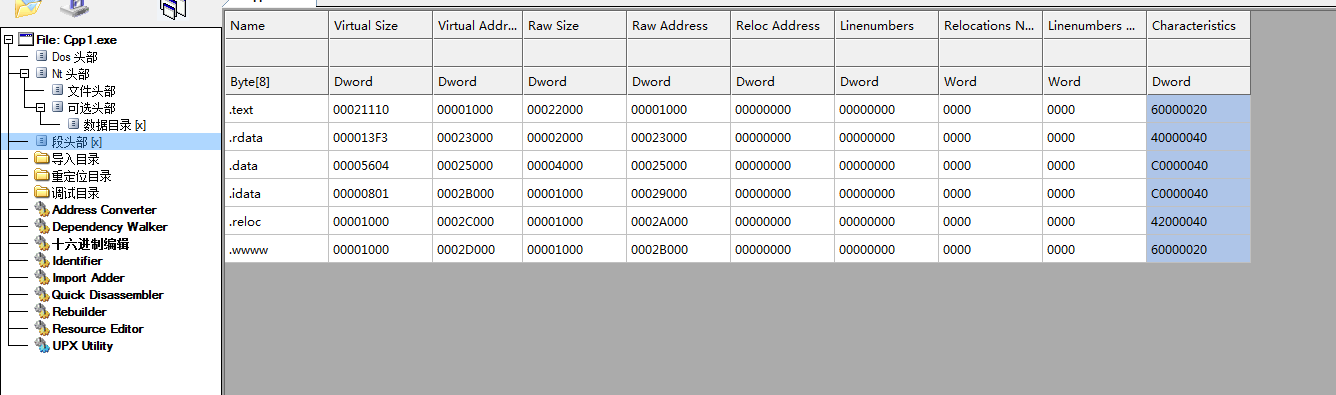 File: Cpp1.exe
Dos 头部
Nt 头部
文件头部
可选头部
数据目录 [x]
段头部 [x]
导入目录
重定位目录
调试目录
Address Converter
Dependency Walker
十六进制编辑
Identifier
Import Adder
Quick Disassembler
Rebuilder
Resource Editor
UPX Utility
Name Virtual Size Virtual Addr... Raw Size Raw Address Reloc Address Linenumbers Relocations N... Linenumbers ... Characteristics
Byte[8] Dword Dword Dword Dword Dword Dword Word Word Dword
.text 00021110 00001000 00022000 00001000 00000000 00000000 0000 0000 60000020
.rdata 000013F3 00023000 00002000 00023000 00000000 00000000 0000 0000 40000040
.data 00005604 00025000 00004000 00025000 00000000 00000000 0000 0000 C0000040
.idata 00000801 0002B000 00001000 00029000 00000000 00000000 0000 0000 C0000040
.reloc 00001000 0002C000 00001000 0002A000 00000000 00000000 0000 0000 42000040
.wwww 00001000 0002D000 00001000 0002B000 00000000 00000000 0000 0000 60000020